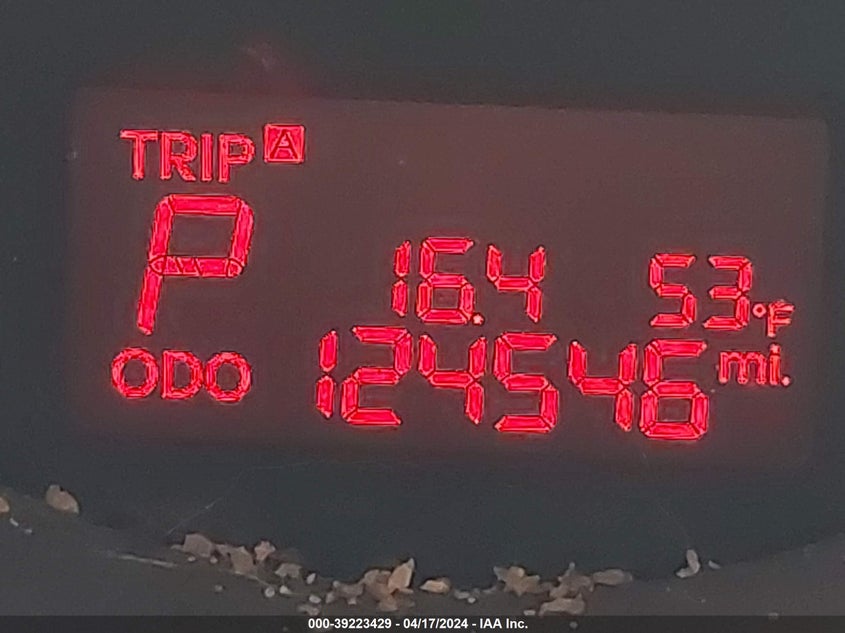 TRIP A
P
16.4 53°F
ODO 124546 mi.
000-39223429 - 04/17/2024 - IAA Inc.